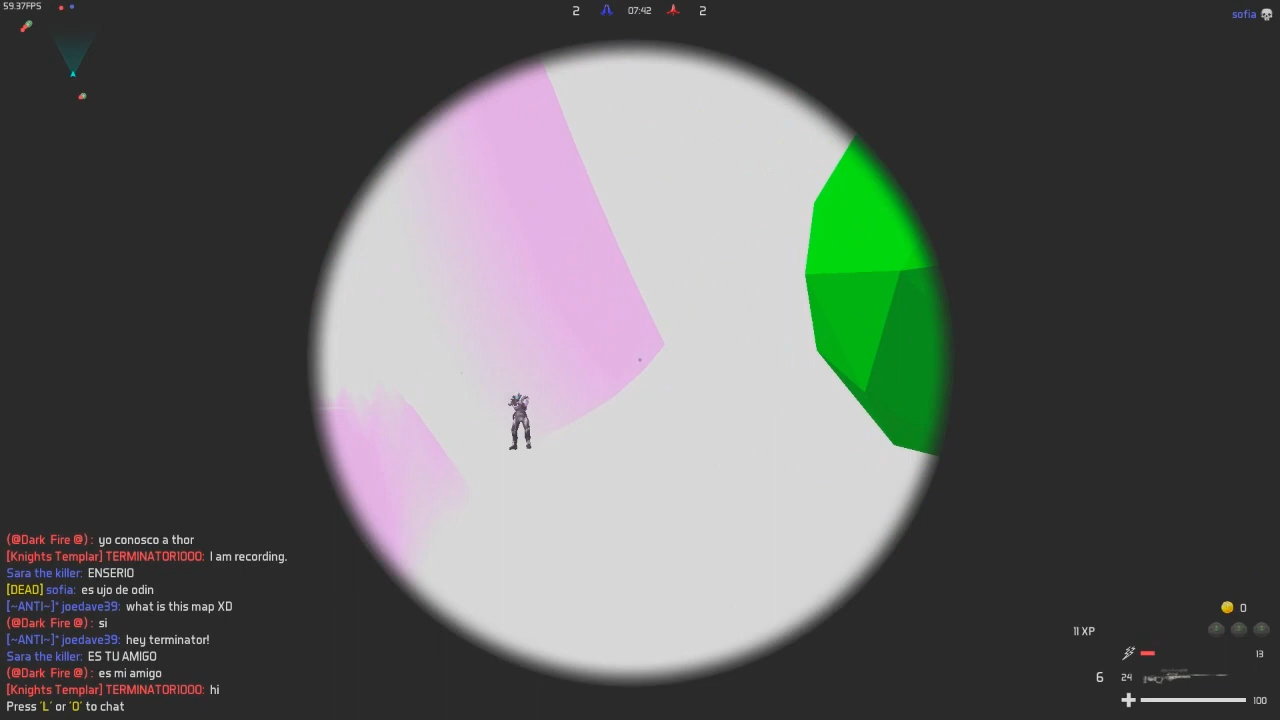 59.37FPS
2 07:42 2
sofia
(@Dark Fire @) : yo conosco a thor
[Knights Templar] TERMINATOR1000: I am recording.
Sara the killer: ENSERIO
[DEAD] sofia: es ujo de odin
[~ANTI~]* joedave39: what is this map XD
(@Dark Fire @) : si
[~ANTI~]* joedave39: hey terminator!
Sara the killer: ES TU AMIGO
(@Dark Fire @) : es mi amigo
[Knights Templar] TERMINATOR1000: hi
Press 'L' or 'O' to chat
0
11 XP
13
6 24
100